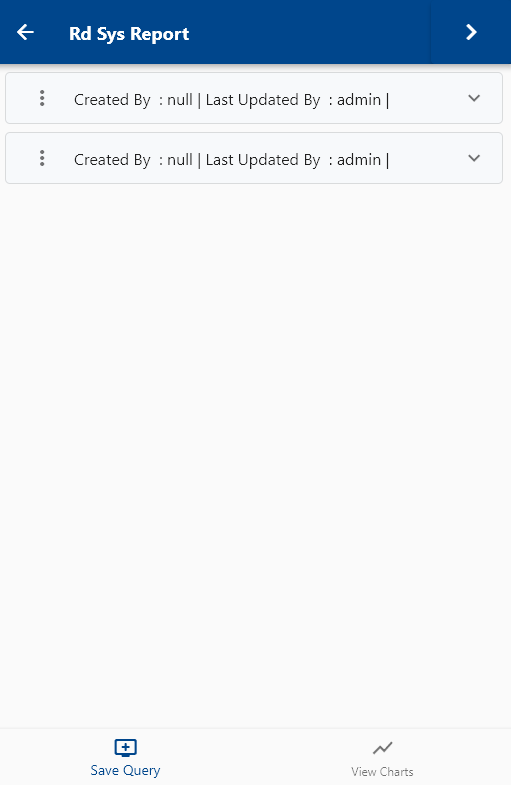 Rd Sys Report
Created By : null | Last Updated By : admin |
Created By : null | Last Updated By : admin |
Save Query
View Charts